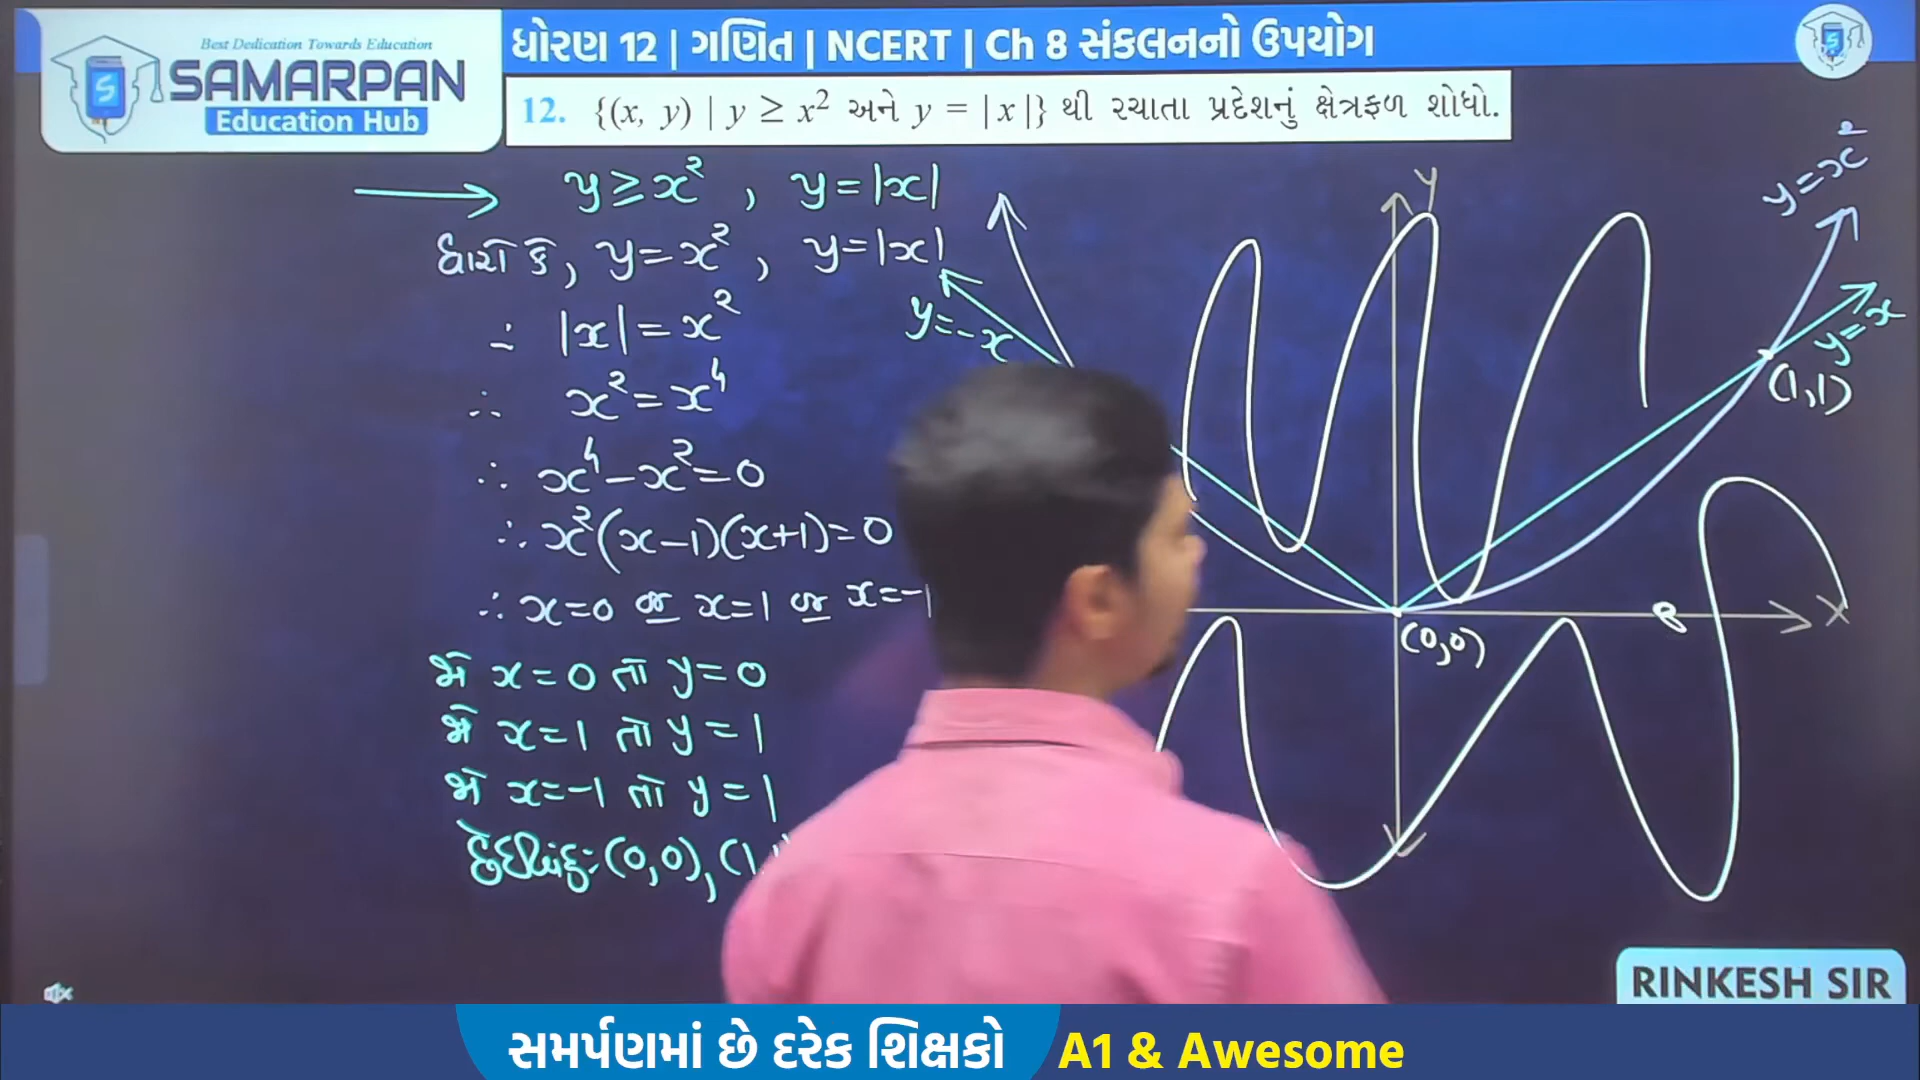 Best Dedication Towards Education
SAMARPAN
Education Hub
ધોરણ 12 | ગણિત | NCERT | Ch 8 સંકલનનો ઉપયોગ
12. {(x, y) | y ≥ x² અને y = | x |} થી રચાતા પ્રદેશનું ક્ષેત્રફળ શોધો.
y ≥ x² , y = |x|
ધારો કે, y = x² , y = |x|
∴ |x| = x²
∴ x² = x⁴
∴ x⁴ - x² = 0
∴ x²(x-1)(x+1) = 0
∴ x = 0 or x = 1 or x = -1
જો x = 0 તો y = 0
જો x = 1 તો y = 1
જો x = -1 તો y = 1
(0,0), (1,
y = -x
Y
y = x²
y = x
(1,1)
X
(0,0)
RINKESH SIR
સમર્પણમાં છે દરેક શિક્ષકો A1 & Awesome